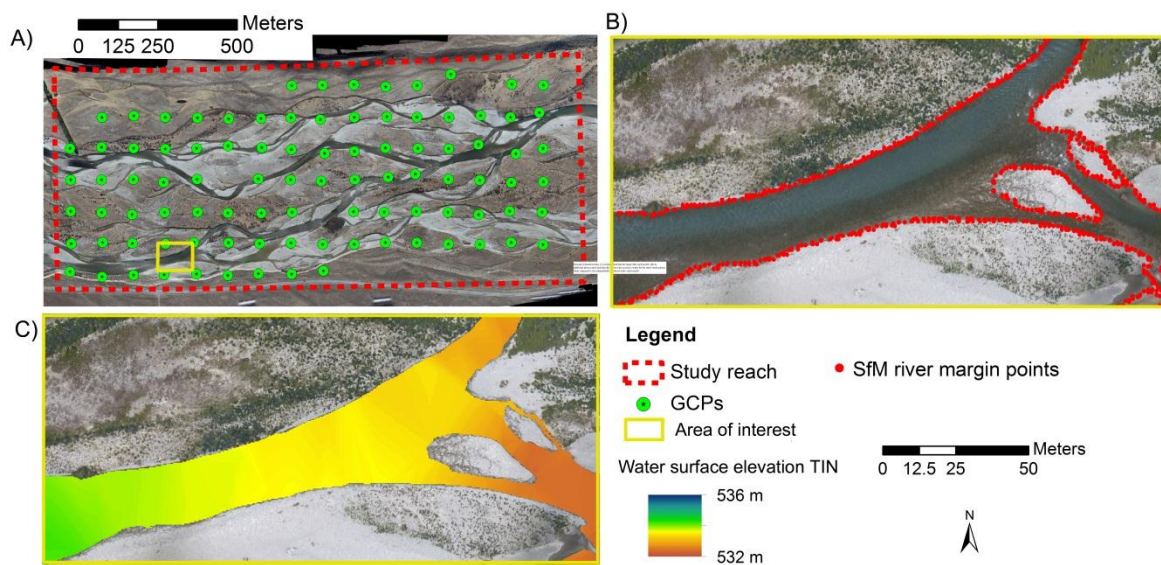 Meters
0 125 250 500
A)
B)
C)
Legend
Study reach
SfM river margin points
GCPs
Area of interest
Meters
0 12.5 25 50
Water surface elevation TIN
536 m
532 m
N